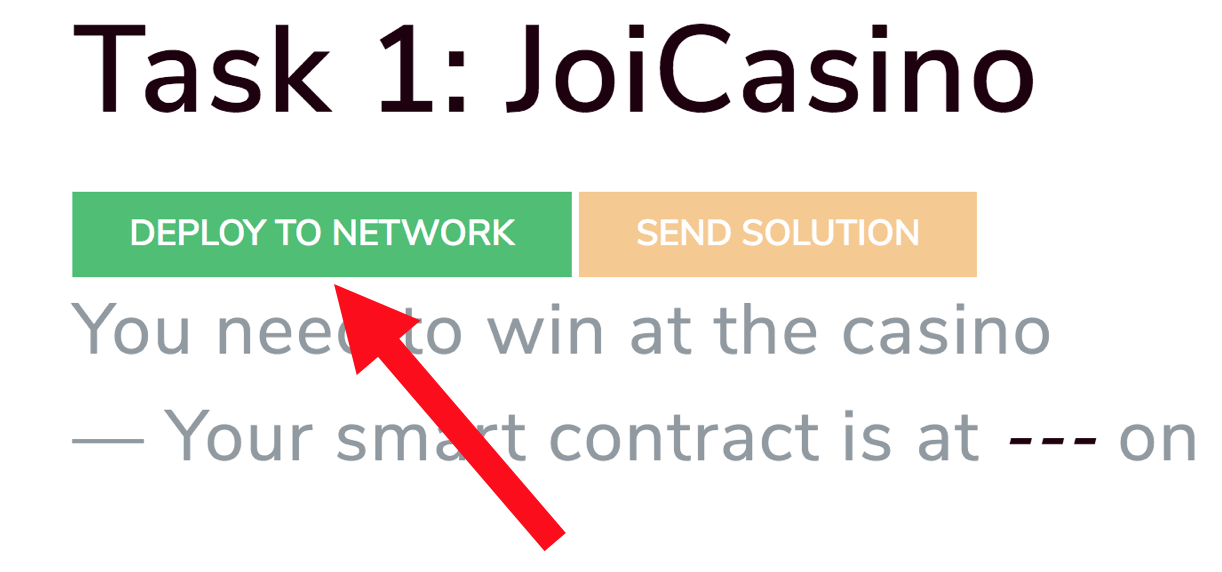 Task 1: JoiCasino
DEPLOY TO NETWORK SEND SOLUTION
You need to win at the casino
— Your smart contract is at --- on